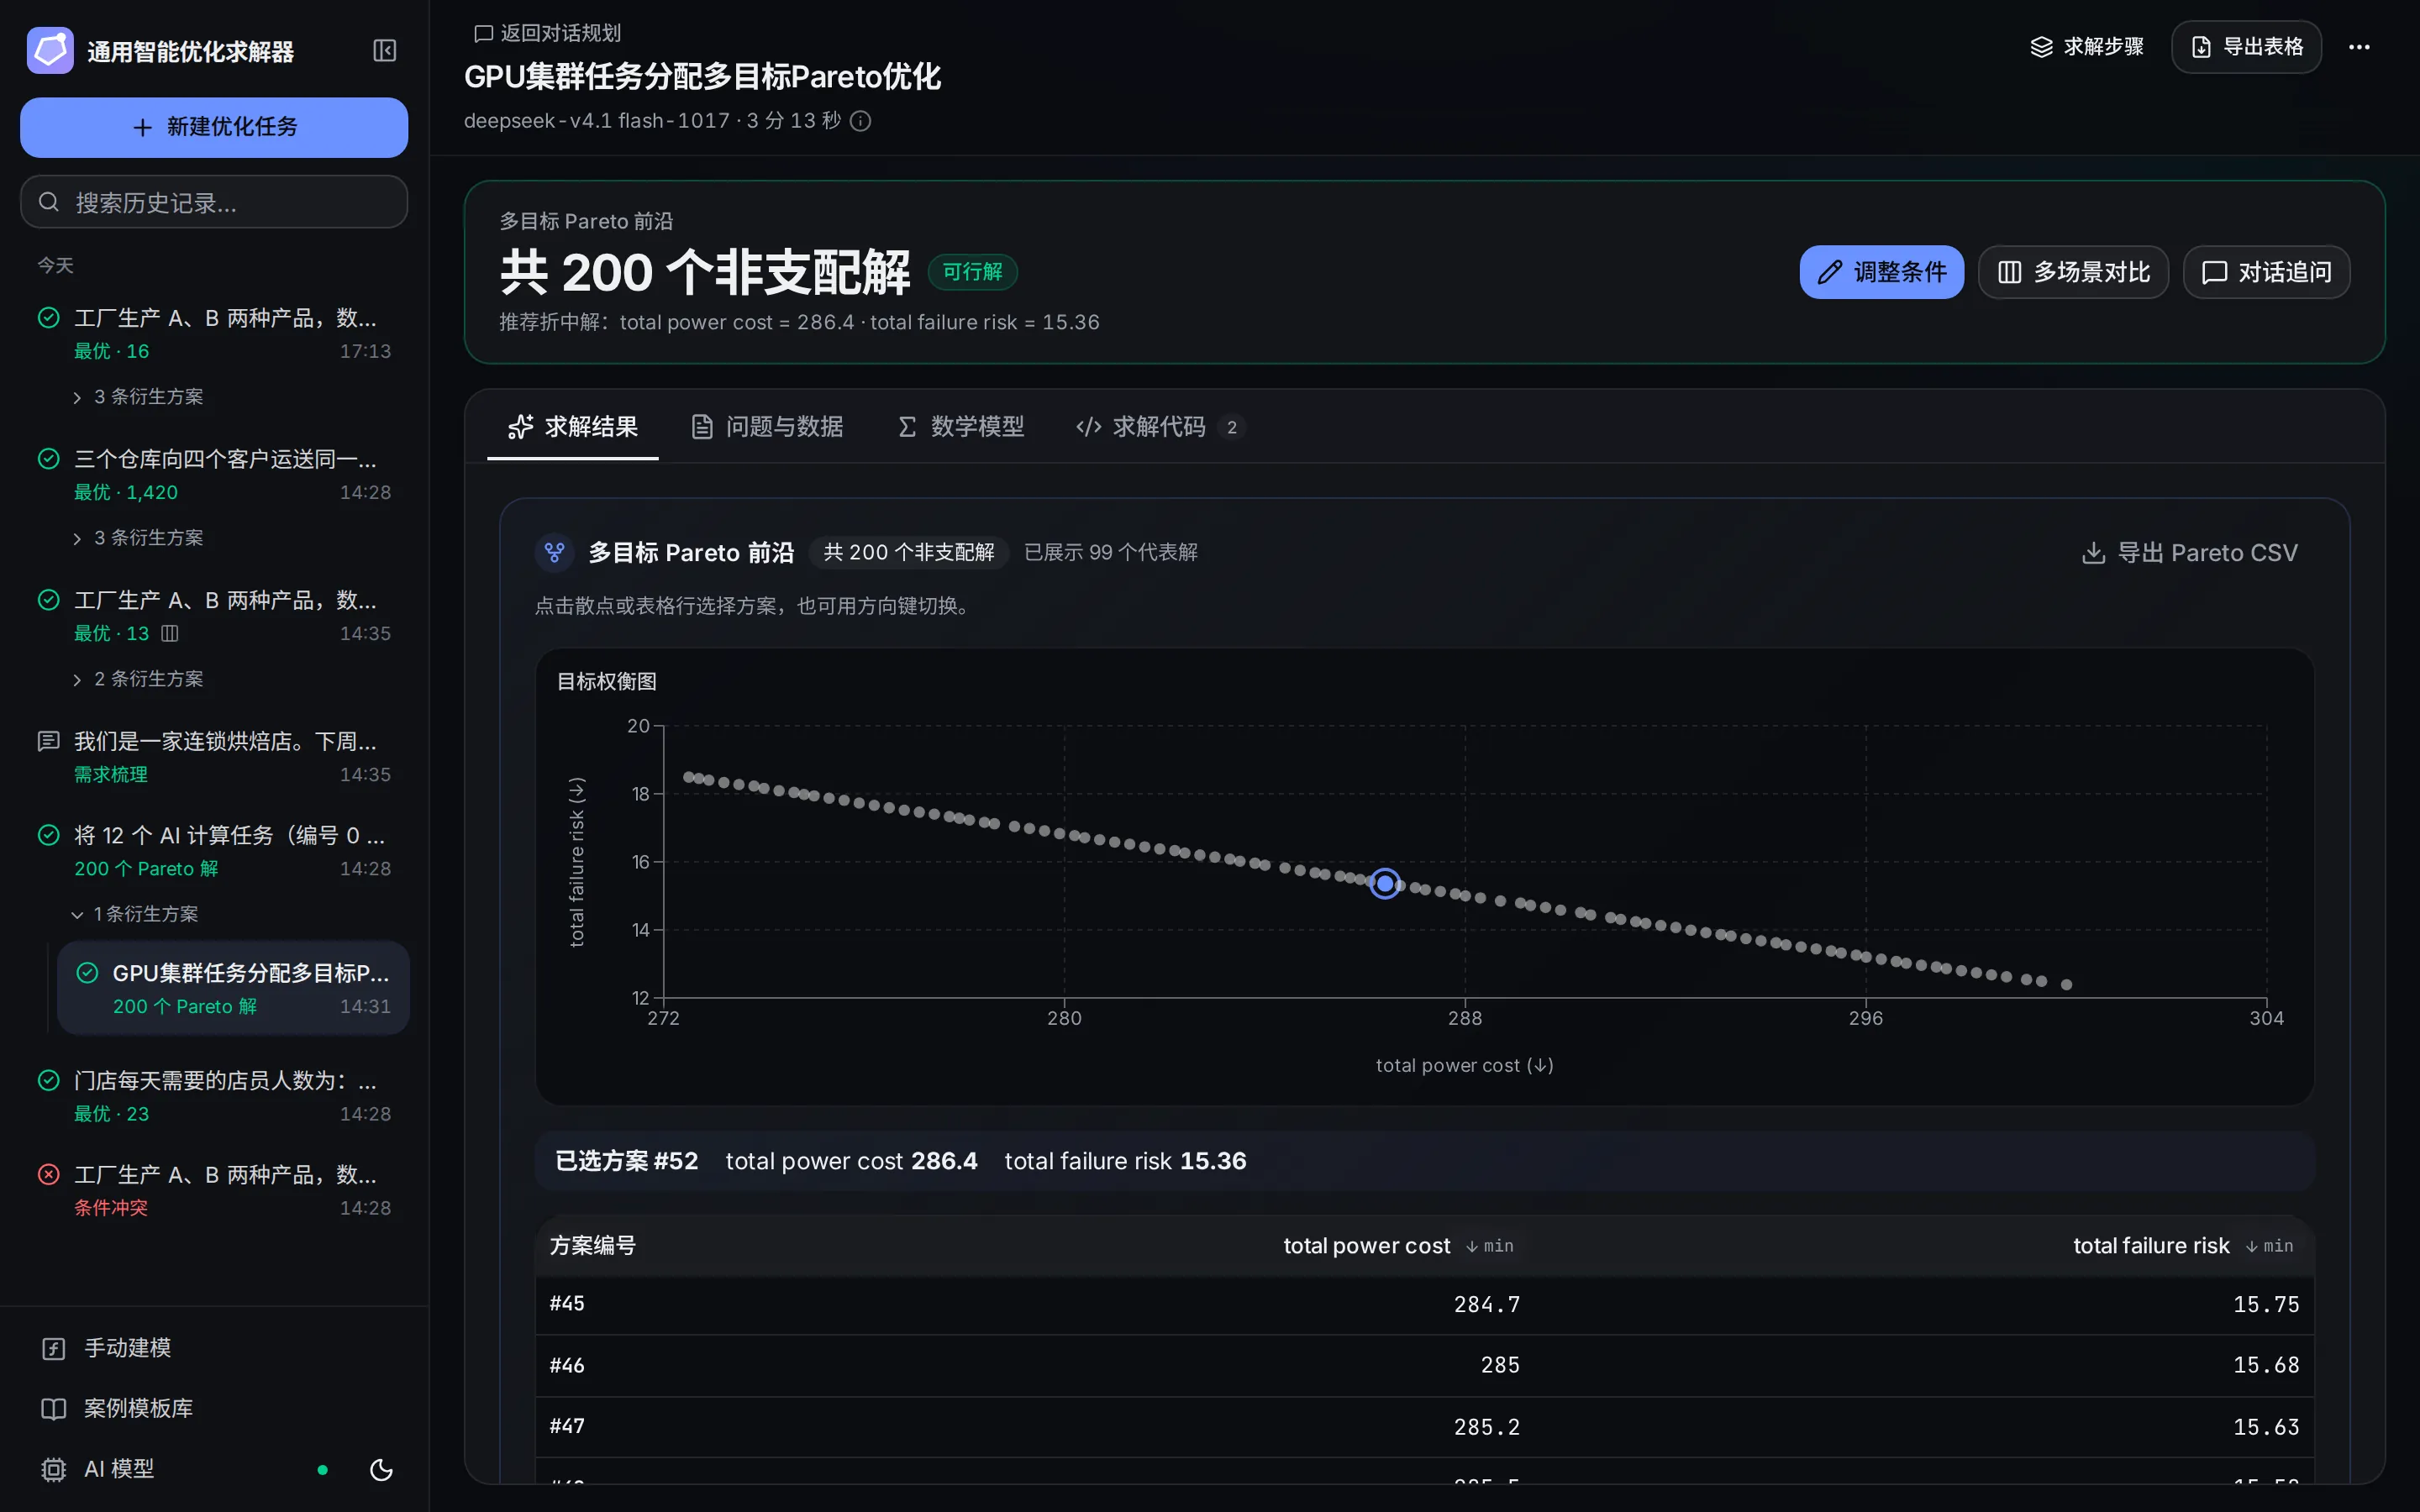 通用智能优化求解器
新建优化任务
搜索历史记录...
今天
工厂生产 A、B 两种产品，数...
最优 · 16
17:13
3 条衍生方案
三个仓库向四个客户运送同一...
最优 · 1,420
14:28
3 条衍生方案
工厂生产 A、B 两种产品，数...
最优 · 13
14:35
2 条衍生方案
我们是一家连锁烘焙店。下周...
需求梳理
14:35
将 12 个 AI 计算任务（编号 0 ...
200 个 Pareto 解
14:28
1 条衍生方案
GPU集群任务分配多目标P...
200 个 Pareto 解
14:31
门店每天需要的店员人数为：...
最优 · 23
14:28
工厂生产 A、B 两种产品，数...
条件冲突
14:28
手动建模
案例模板库
AI 模型
返回对话规划
GPU集群任务分配多目标Pareto优化
deepseek-v4.1 flash-1017 · 3 分 13 秒
求解步骤
导出表格
多目标 Pareto 前沿
共 200 个非支配解
可行解
推荐折中解：total power cost = 286.4 · total failure risk = 15.36
调整条件
多场景对比
对话追问
求解结果
问题与数据
数学模型
求解代码 2
多目标 Pareto 前沿
共 200 个非支配解
已展示 99 个代表解
导出 Pareto CSV
点击散点或表格行选择方案，也可用方向键切换。
目标权衡图
20
18
16
14
12
total failure risk (↓)
272
280
288
296
304
total power cost (↓)
已选方案 #52 total power cost 286.4 total failure risk 15.36
方案编号 total power cost ↓ min total failure risk ↓ min
#45 284.7 15.75
#46 285 15.68
#47 285.2 15.63